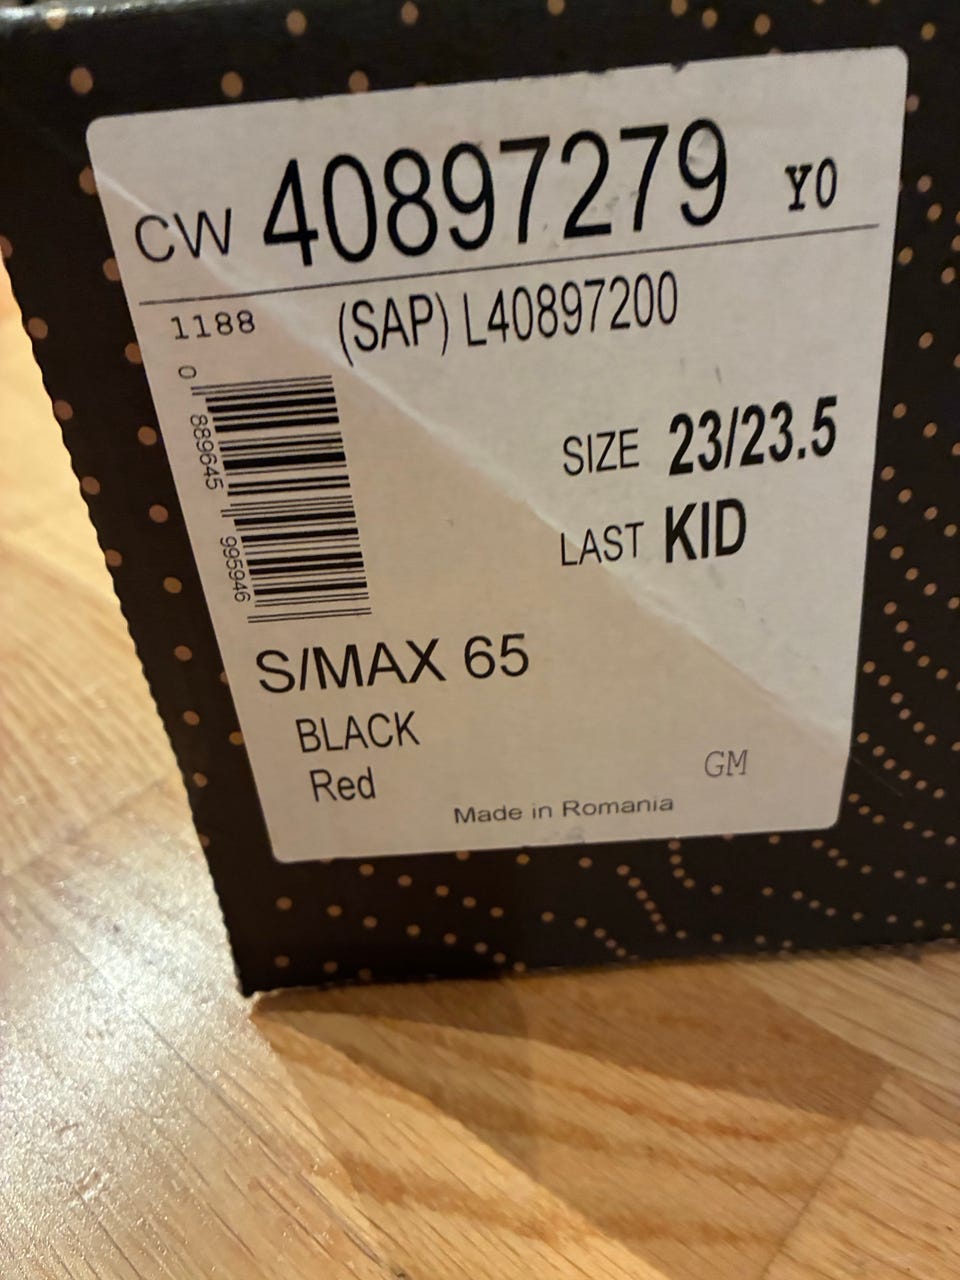 CW 40897279 YO
1188 (SAP) L40897200
0 889645 995946
SIZE 23/23.5
LAST KID
S/MAX 65
BLACK
Red
GM
Made in Romania